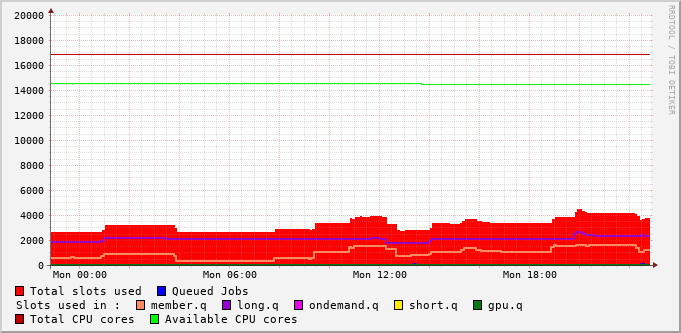 20000
18000
16000
14000
12000
10000
8000
6000
4000
2000
0
Mon 00:00 Mon 06:00 Mon 12:00 Mon 18:00
Total slots used Queued Jobs
Slots used in : member.q long.q ondemand.q short.q gpu.q
Total CPU cores Available CPU cores
RRDTOOL / TOBI OETIKER